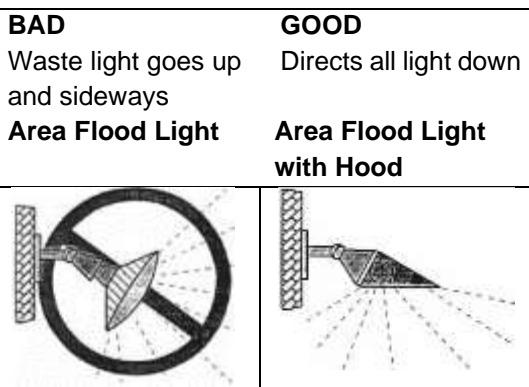 BAD
Waste light goes up
and sideways
Area Flood Light
GOOD
Directs all light down
Area Flood Light
with Hood